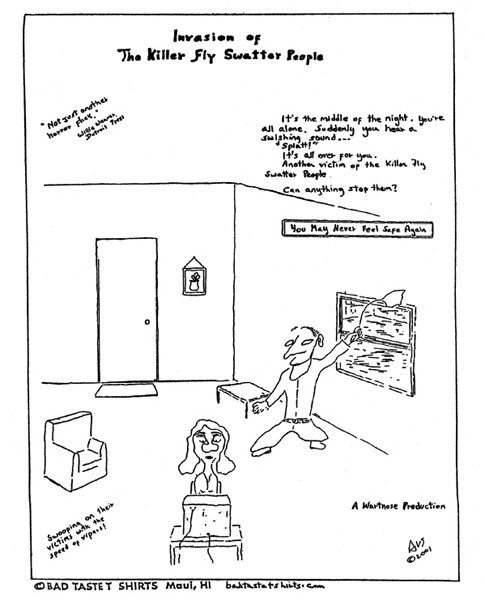 Invasion of
The Killer Fly Swatter People
"Not Just another
horror flick."
Willie Weaver
Detroit Press
It's the middle of the night. You're
all alone. Suddenly you hear a
swishing sound...
"Splatt!"
It's all over for you.
Another victim of the Killer Fly
Swatter People.
Can anything stop them?
You May Never Feel Safe Again
Swooping on their
victims with the
speed of vipers!
A Wartnose Production
©2001
©BAD TASTE T SHIRTS Maui, HI badtastetshirts.com